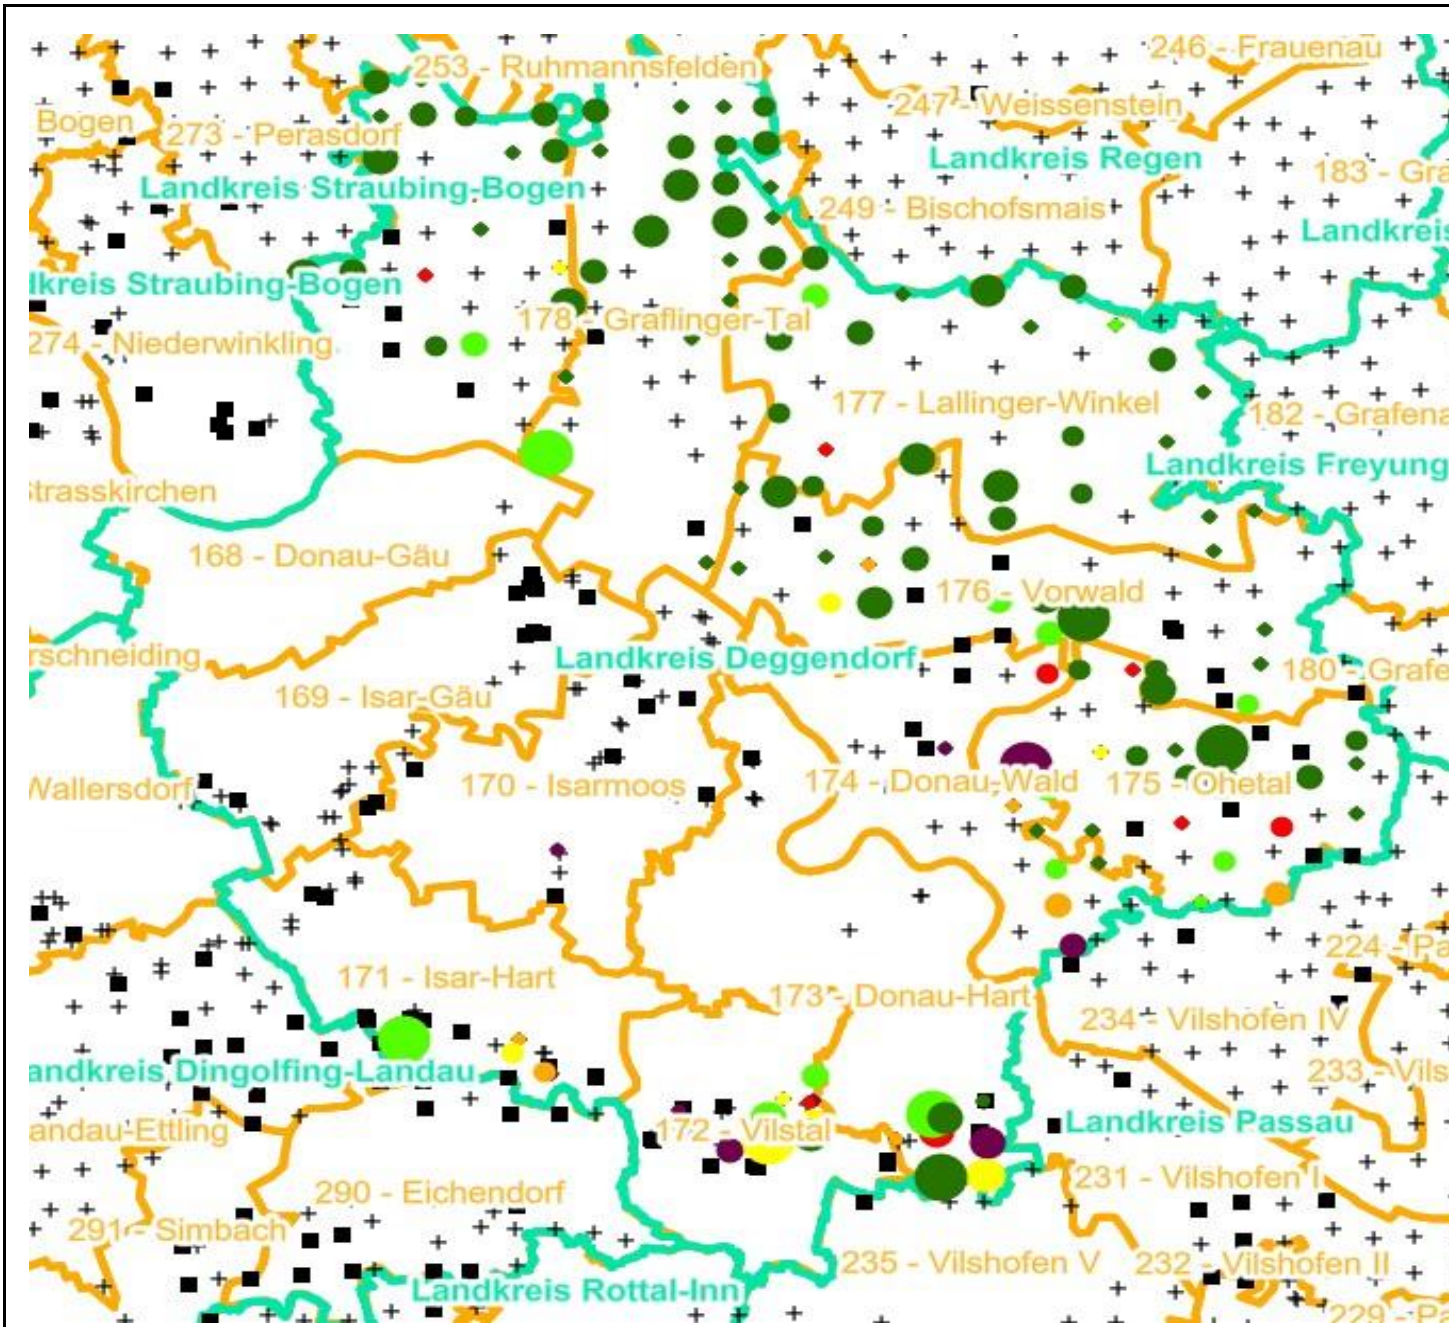 246 - Frauenau
253 - Ruhmannsfelden
247 - Weissenstein
Bogen
273 - Perasdorf
Landkreis Regen
183 - Gra
Landkreis Straubing-Bogen
249 - Bischofsmais
Landkreis
dkreis Straubing-Bogen
178 - Graflinger-Tal
274 - Niederwinkling
177 - Lallinger-Winkel
182 - Grafena
Landkreis Freyung
Strasskirchen
168 - Donau-Gäu
176 - Vorwald
rschneiding
Landkreis Deggendorf
180 - Grafe
169 - Isar-Gäu
Wallersdorf
170 - Isarmoos
174 - Donau-Wald
175 - Ohetal
224 - Pa
171 - Isar-Hart
173 - Donau-Hart
234 - Vilshofen IV
andkreis Dingolfing-Landau
233 - Vils
andau-Ettling
172 - Vilstal
Landkreis Passau
231 - Vilshofen I
290 - Eichendorf
291 - Simbach
235 - Vilshofen V
232 - Vilshofen II
Landkreis Rottal-Inn
229 - Pa